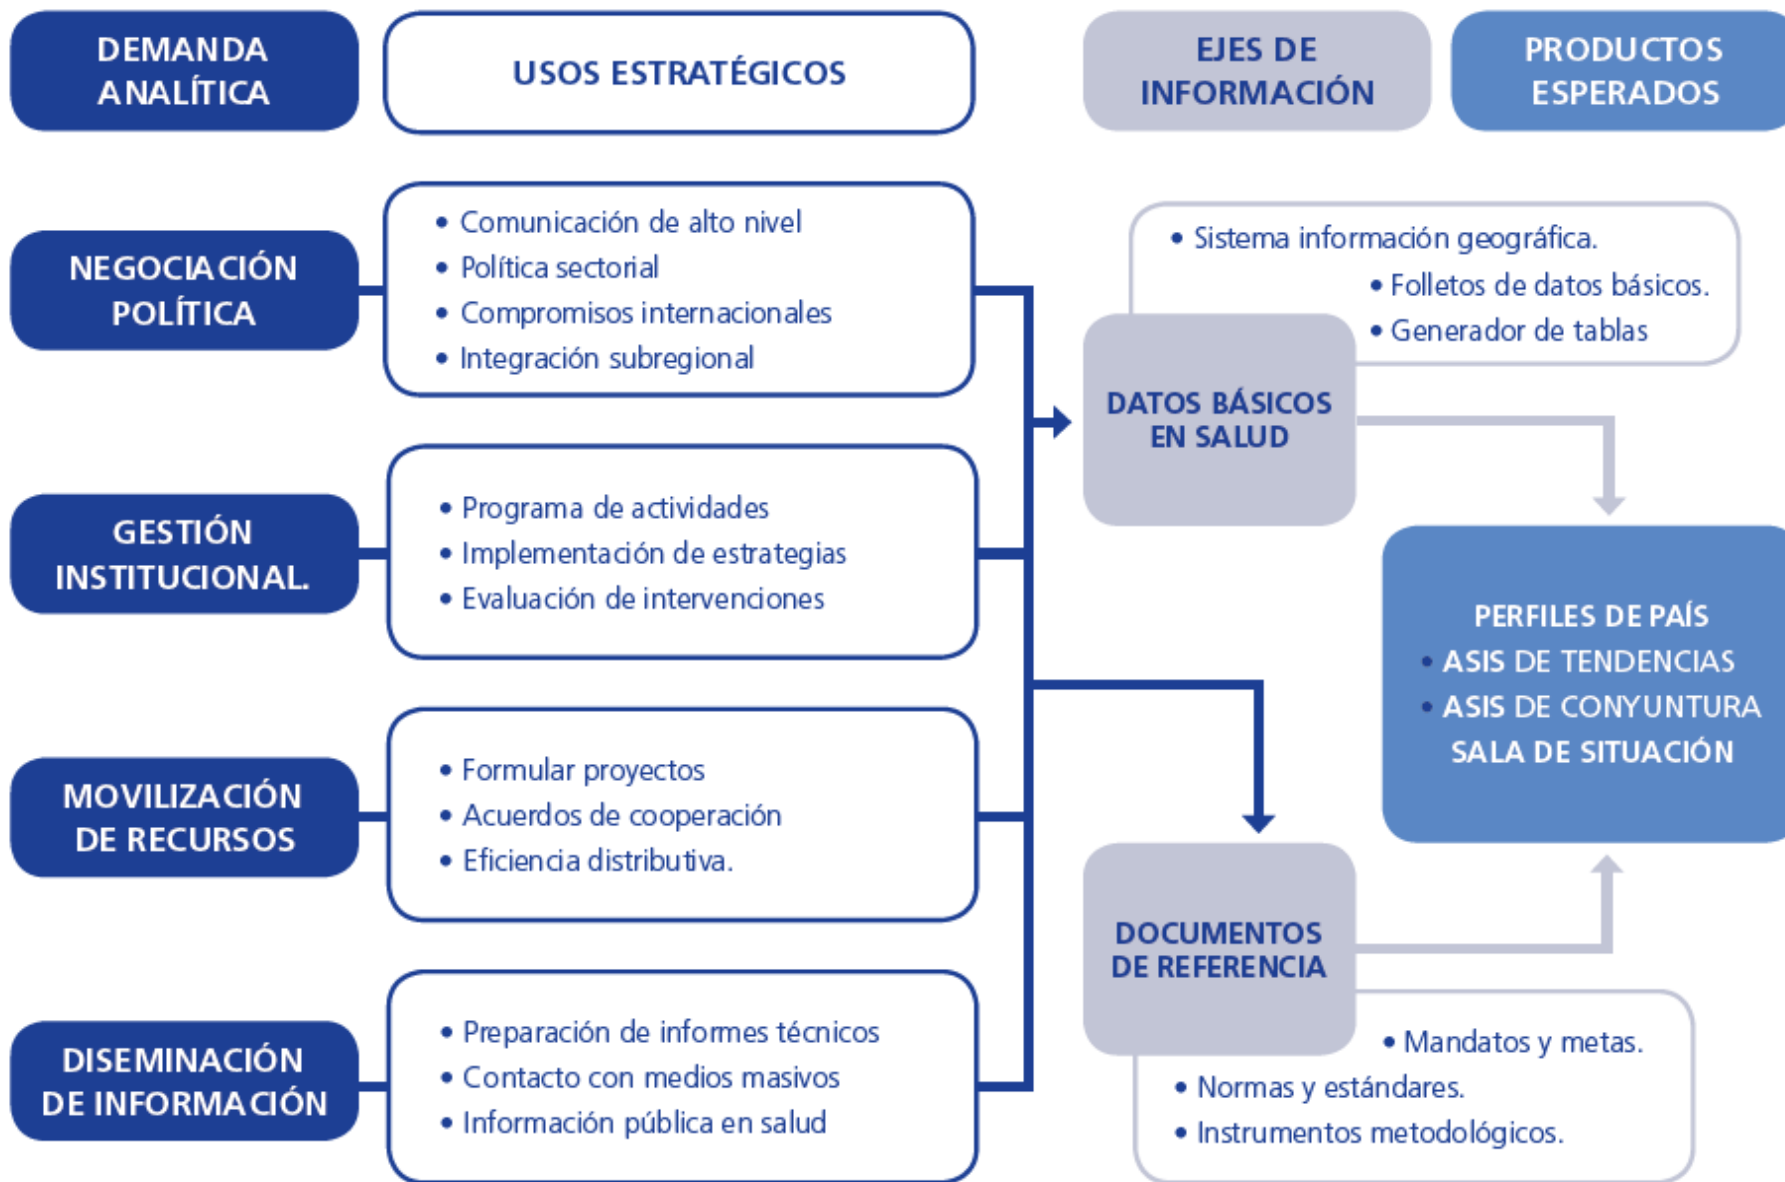 DEMANDA
ANALÍTICA
USOS ESTRATÉGICOS
EJES DE
INFORMACIÓN
PRODUCTOS
ESPERADOS
NEGOCIACIÓN
POLÍTICA
• Comunicación de alto nivel
• Política sectorial
• Compromisos internacionales
• Integración subregional
GESTIÓN
INSTITUCIONAL.
• Programa de actividades
• Implementación de estrategias
• Evaluación de intervenciones
MOVILIZACIÓN
DE RECURSOS
• Formular proyectos
• Acuerdos de cooperación
• Eficiencia distributiva.
DISEMINACIÓN
DE INFORMACIÓN
• Preparación de informes técnicos
• Contacto con medios masivos
• Información pública en salud
• Sistema información geográfica.
• Folletos de datos básicos.
• Generador de tablas
DATOS BÁSICOS
EN SALUD
DOCUMENTOS
DE REFERENCIA
• Mandatos y metas.
• Normas y estándares.
• Instrumentos metodológicos.
PERFILES DE PAÍS
• ASIS DE TENDENCIAS
• ASIS DE CONYUNTURA
SALA DE SITUACIÓN